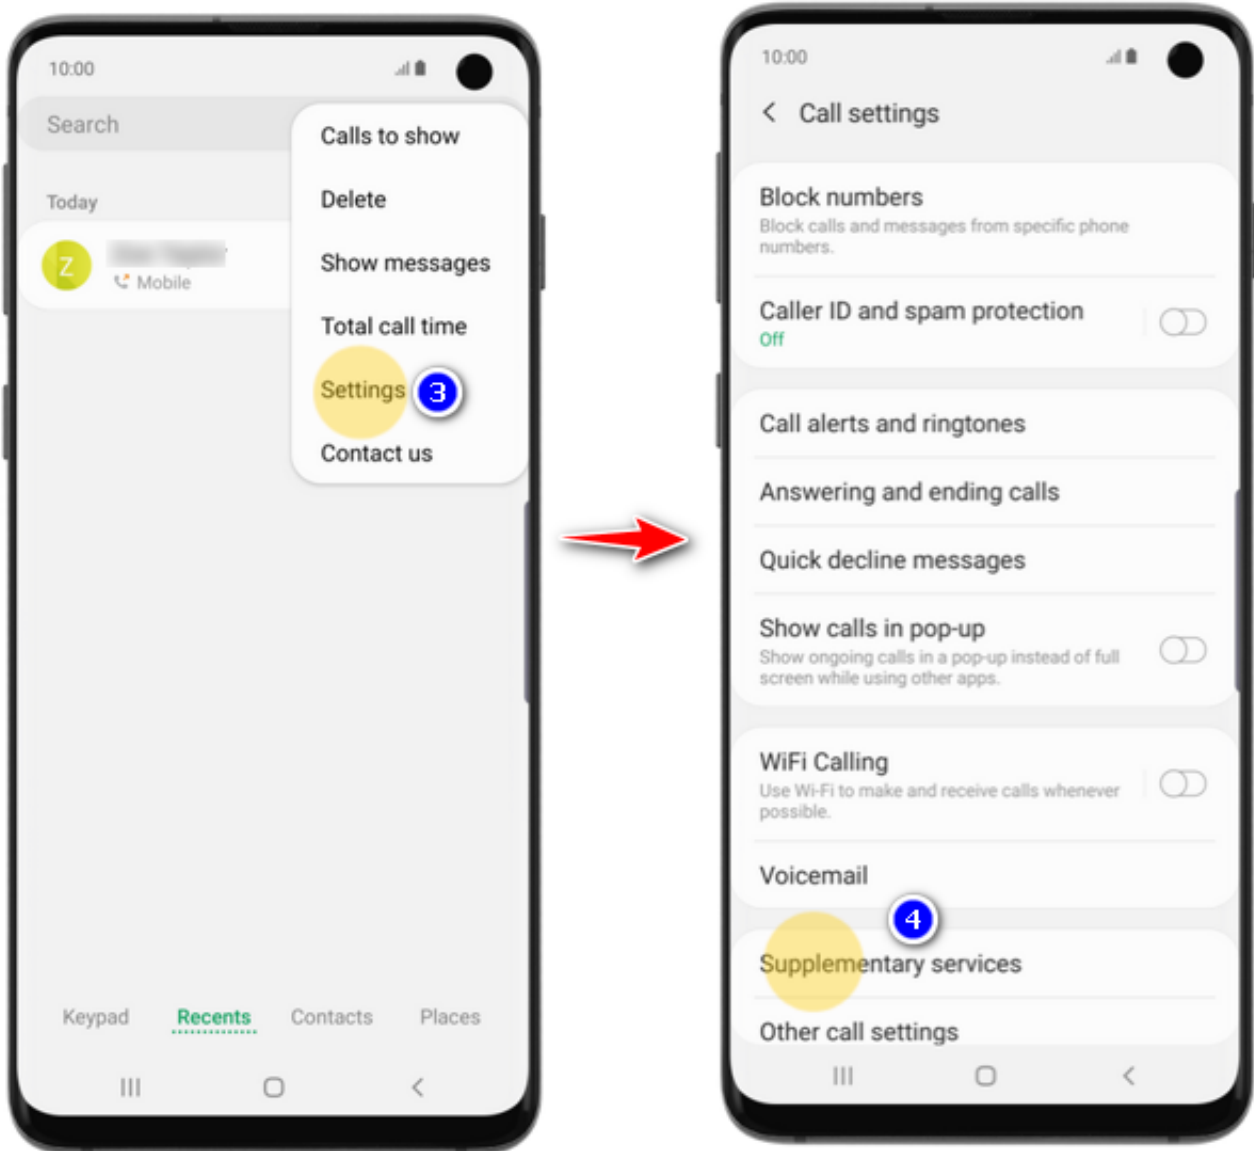 10:00
Search
Calls to show
Delete
Show messages
Total call time
Settings
3
Contact us
Today
Z
Mobile
Keypad
Recents
Contacts
Places
10:00
Call settings
Block numbers
Block calls and messages from specific phone
numbers.
Caller ID and spam protection
Off
Call alerts and ringtones
Answering and ending calls
Quick decline messages
Show calls in pop-up
Show ongoing calls in a pop-up instead of full
screen while using other apps.
WiFi Calling
Use Wi-Fi to make and receive calls whenever
possible.
Voicemail
4
Supplementary services
Other call settings